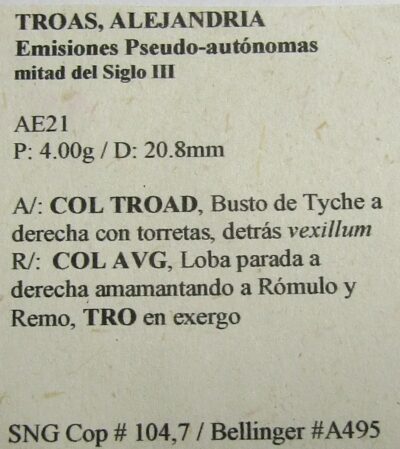 TROAS, ALEJANDRIA
Emisiones Pseudo-autónomas
mitad del Siglo III
AE21
P: 4.00g / D: 20.8mm
A/: COL TROAD, Busto de Tyche a
derecha con torretas, detrás vexillum
R/: COL AVG, Loba parada a
derecha amamantando a Rómulo y
Remo, TRO en exergo
SNG Cop # 104,7 / Bellinger #A495